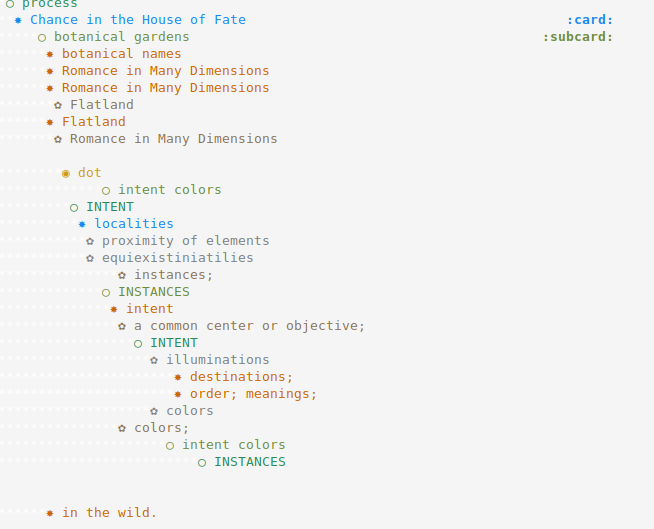 process
Chance in the House of Fate :card:
botanical gardens :subcard:
botanical names
Romance in Many Dimensions
Romance in Many Dimensions
Flatland
Flatland
Romance in Many Dimensions
dot
intent colors
INTENT
localities
proximity of elements
equiexistiniatilies
instances;
INSTANCES
intent
a common center or objective;
INTENT
illuminations
destinations;
order; meanings;
colors
colors;
intent colors
INSTANCES
in the wild.